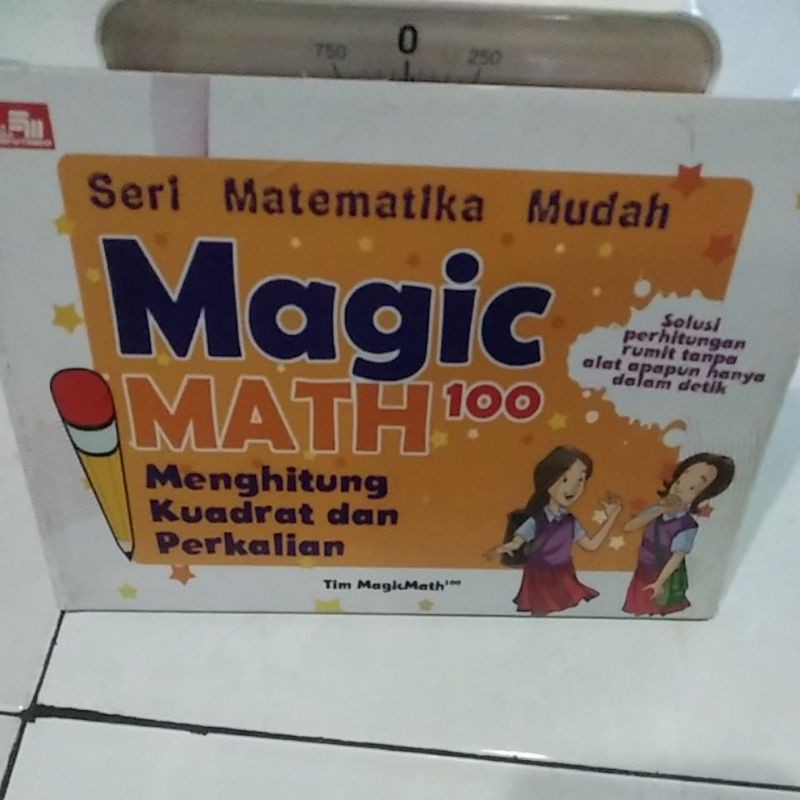 0
750 250
Seri Matematika Mudah
Magic
MATH 100
Solusi
perhitungan
rumit tanpa
alat apapun hanya
dalam detik
Menghitung
Kuadrat dan
Perkalian
Tim MagicMath¹⁰⁰